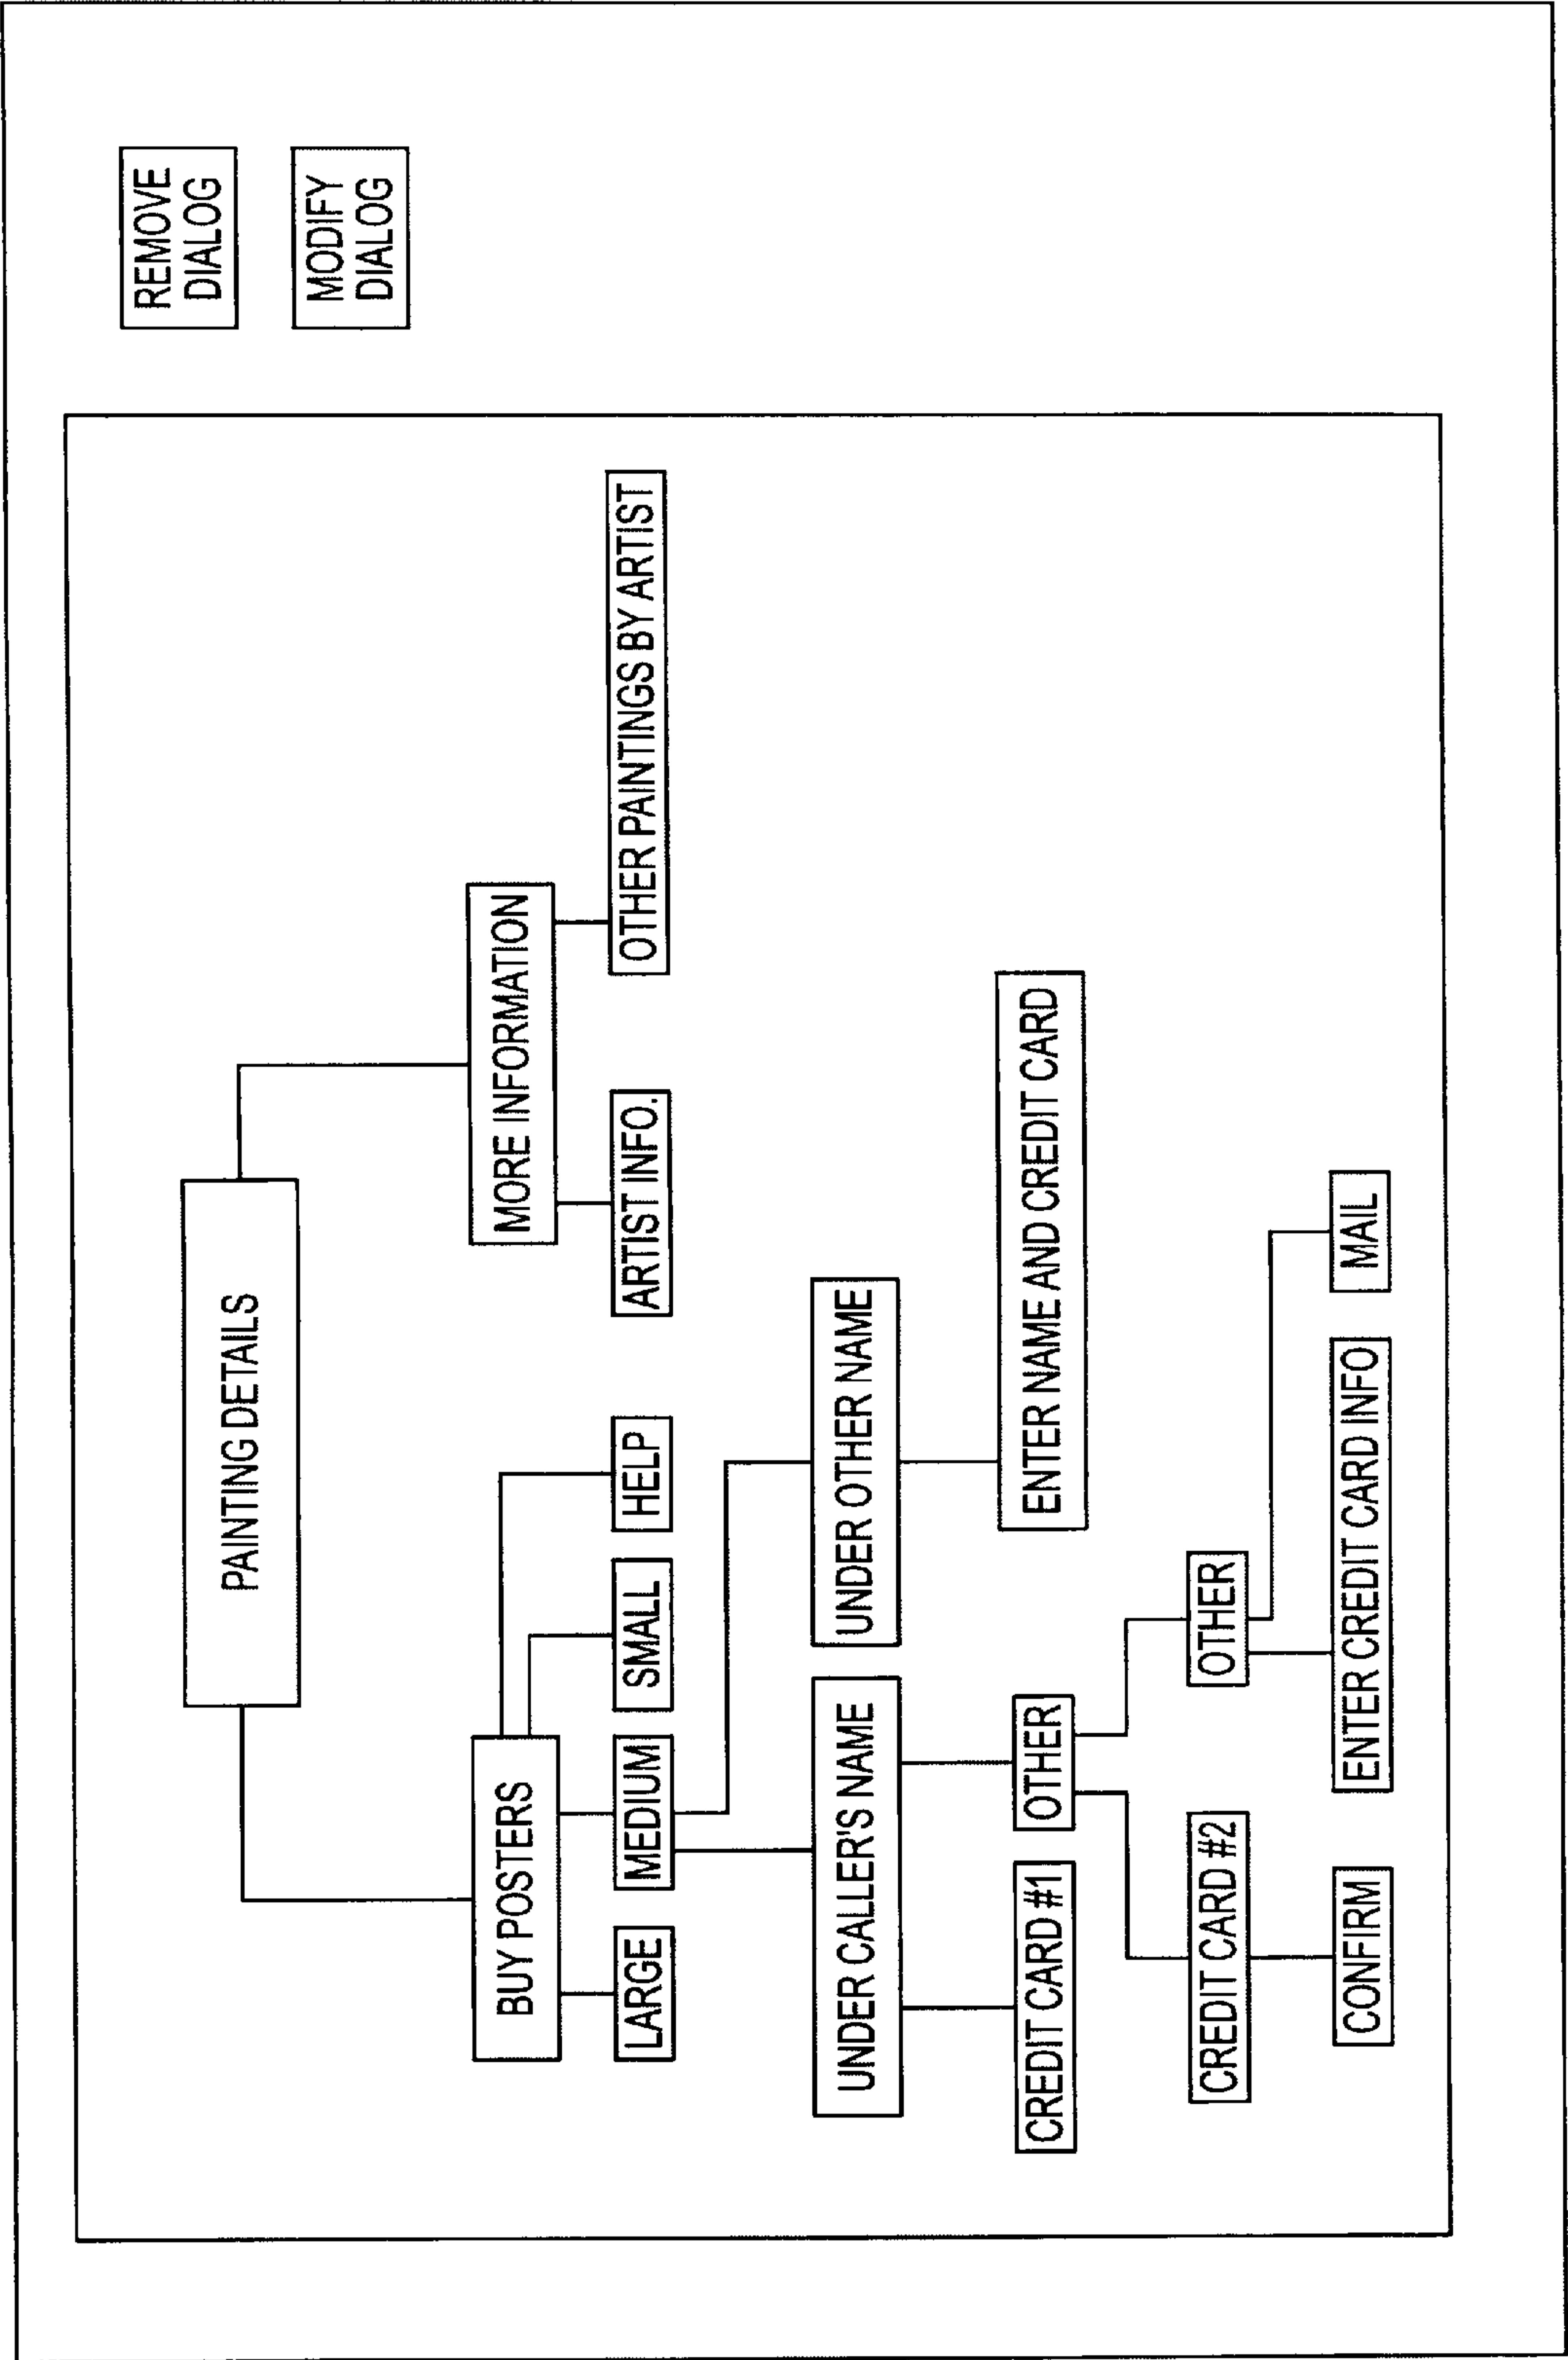 PAINTING DETAILS
REMOVE
DIALOG
MODIFY
DIALOG
BUY POSTERS
MORE INFORMATION
LARGE
MEDIUM
SMALL
HELP
ARTIST INFO.
OTHER PAINTINGS BY ARTIST
UNDER CALLER'S NAME
UNDER OTHER NAME
CREDIT CARD #1
OTHER
ENTER NAME AND CREDIT CARD
CREDIT CARD #2
OTHER
CONFIRM
ENTER CREDIT CARD INFO
MAIL